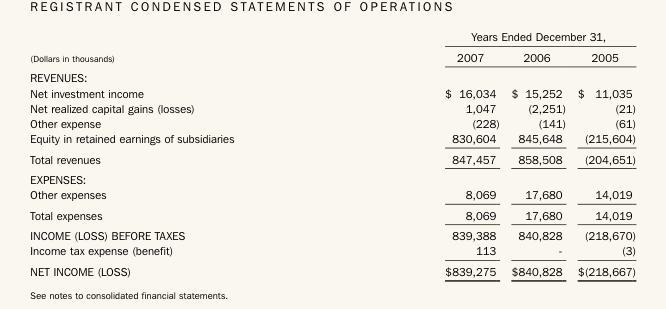 REGISTRANT CONDENSED STATEMENTS OF OPERATIONS
Years Ended December 31,
(Dollars in thousands) 2007 2006 2005
REVENUES:
Net investment income $ 16,034 $ 15,252 $ 11,035
Net realized capital gains (losses) 1,047 (2,251) (21)
Other expense (228) (141) (61)
Equity in retained earnings of subsidiaries 830,604 845,648 (215,604)
Total revenues 847,457 858,508 (204,651)
EXPENSES:
Other expenses 8,069 17,680 14,019
Total expenses 8,069 17,680 14,019
INCOME (LOSS) BEFORE TAXES 839,388 840,828 (218,670)
Income tax expense (benefit) 113 - (3)
NET INCOME (LOSS) $839,275 $840,828 $(218,667)
See notes to consolidated financial statements.